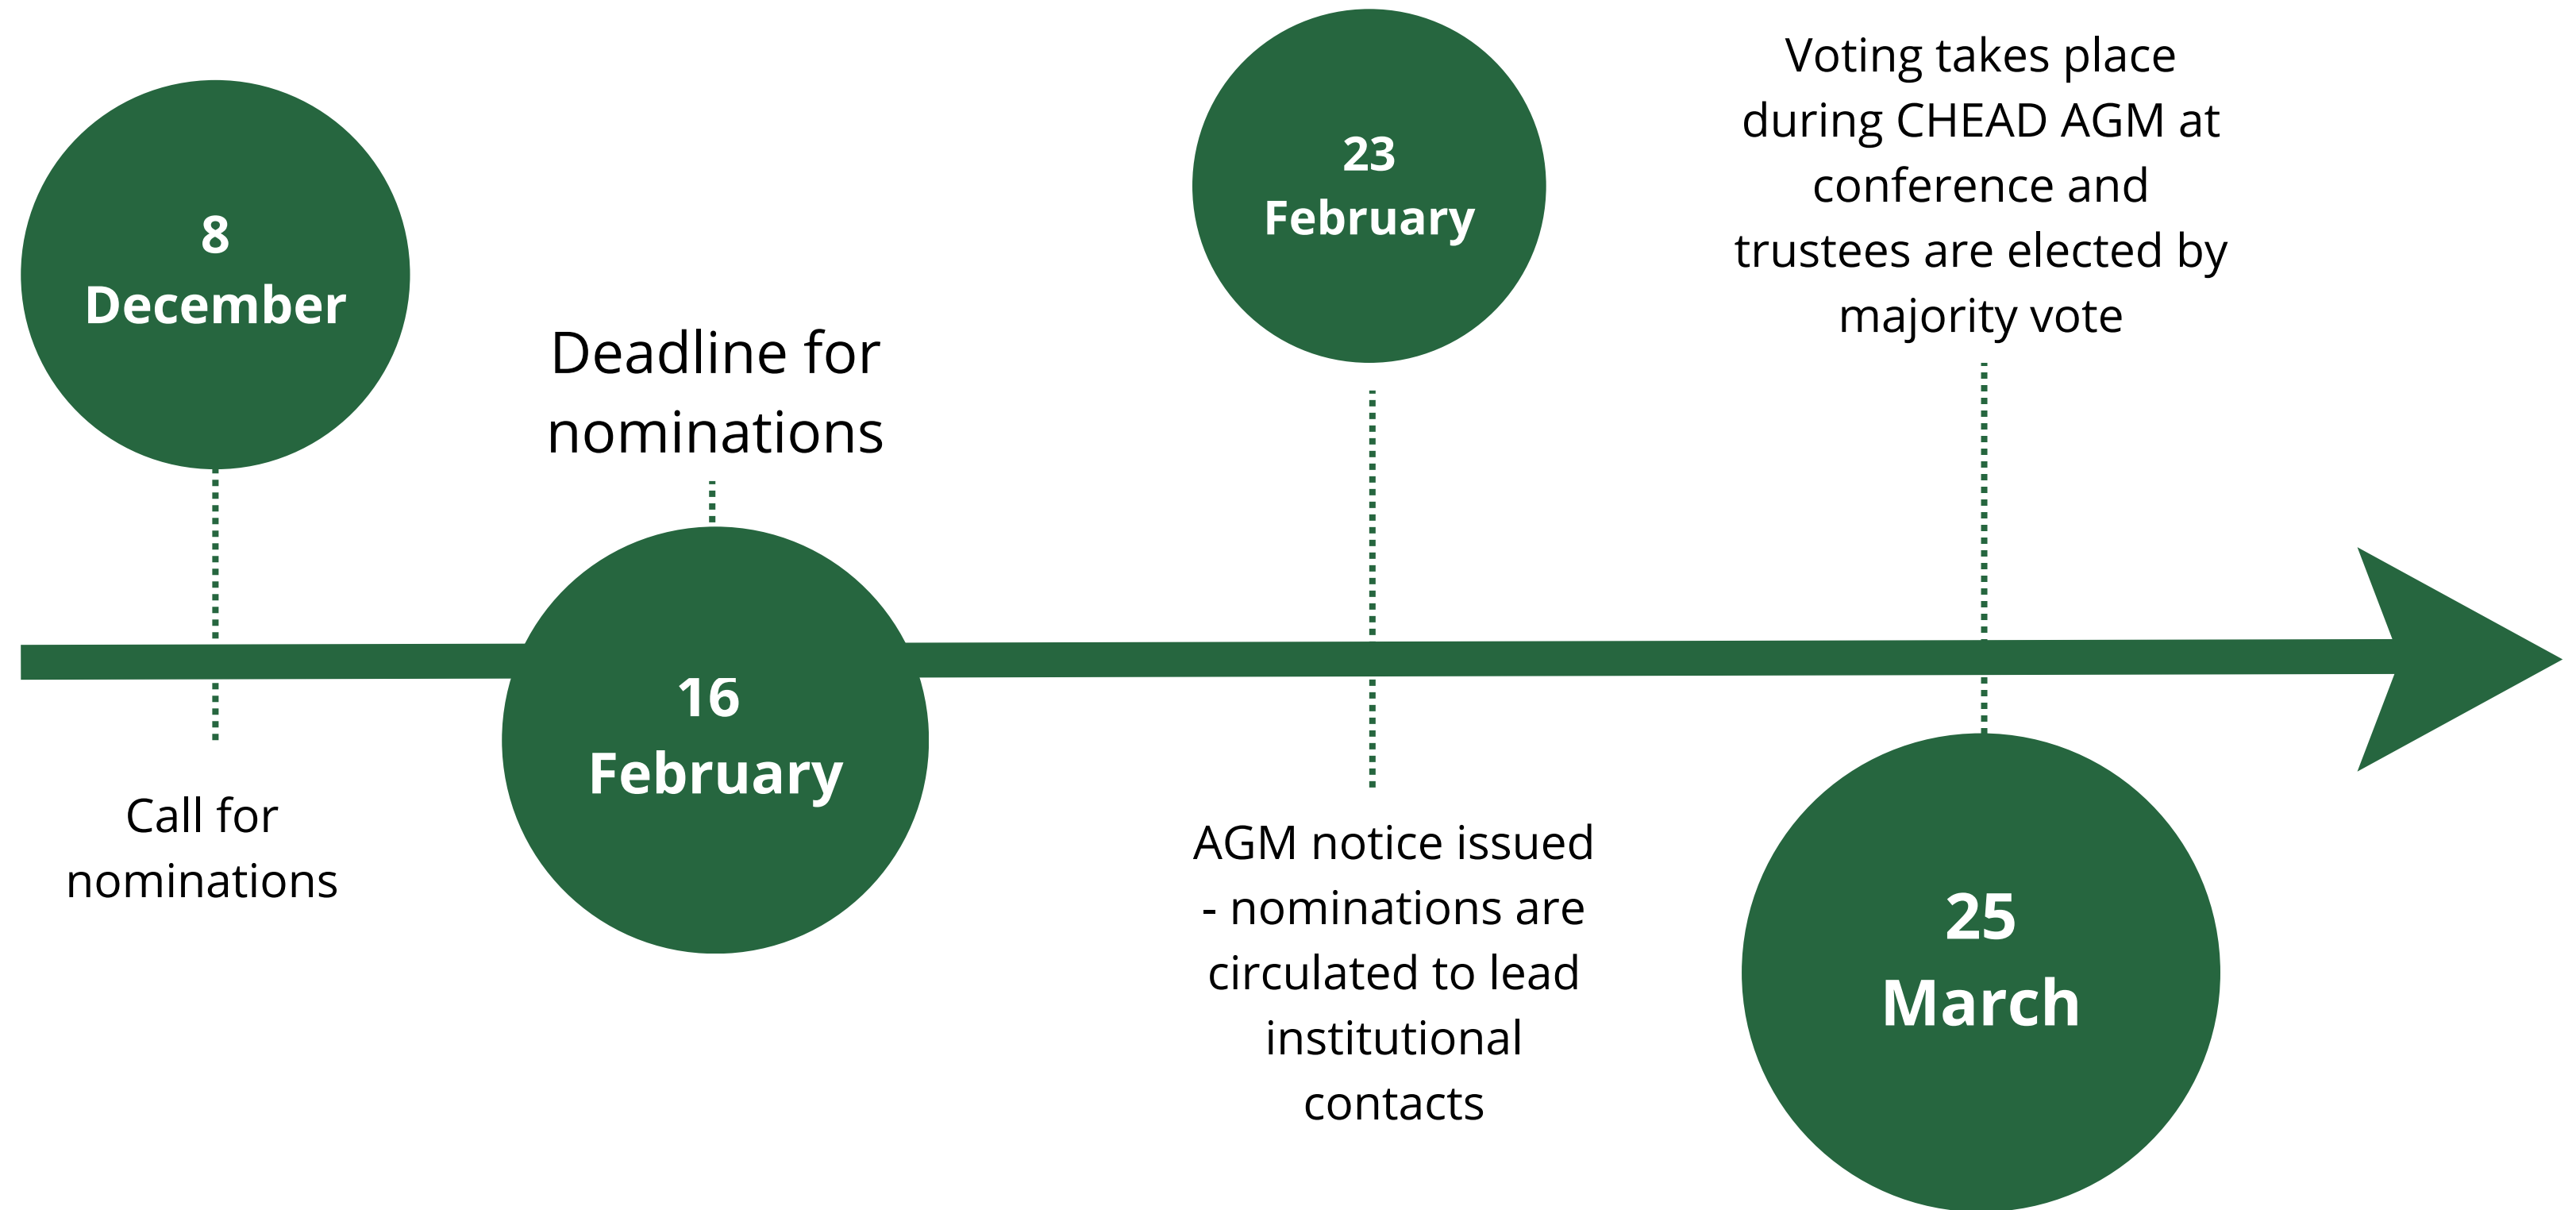 8
December
Call for
nominations
Deadline for
nominations
16
February
23
February
AGM notice issued
- nominations are
circulated to lead
institutional
contacts
Voting takes place
during CHEAD AGM at
conference and
trustees are elected by
majority vote
25
March